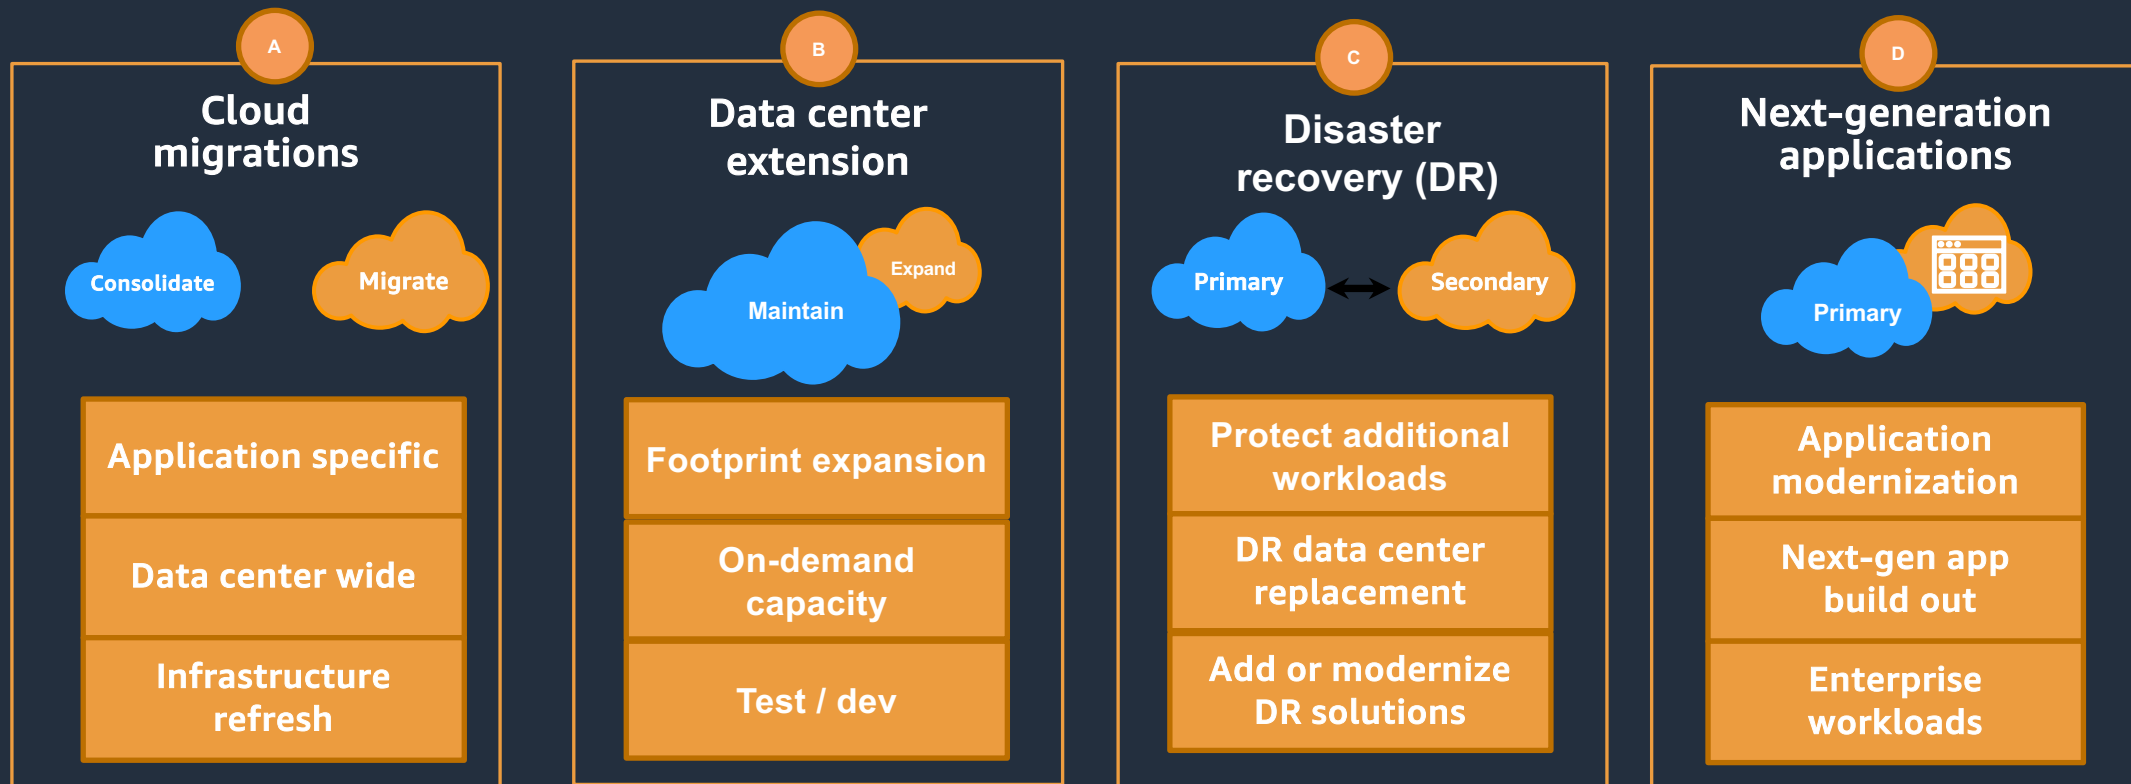 A
Cloud
migrations
Consolidate
Migrate
Application specific
Data center wide
Infrastructure
refresh
B
Data center
extension
Maintain
Expand
Footprint expansion
On-demand
capacity
Test / dev
C
Disaster
recovery (DR)
Primary
Secondary
Protect additional
workloads
DR data center
replacement
Add or modernize
DR solutions
D
Next-generation
applications
Primary
Application
modernization
Next-gen app
build out
Enterprise
workloads